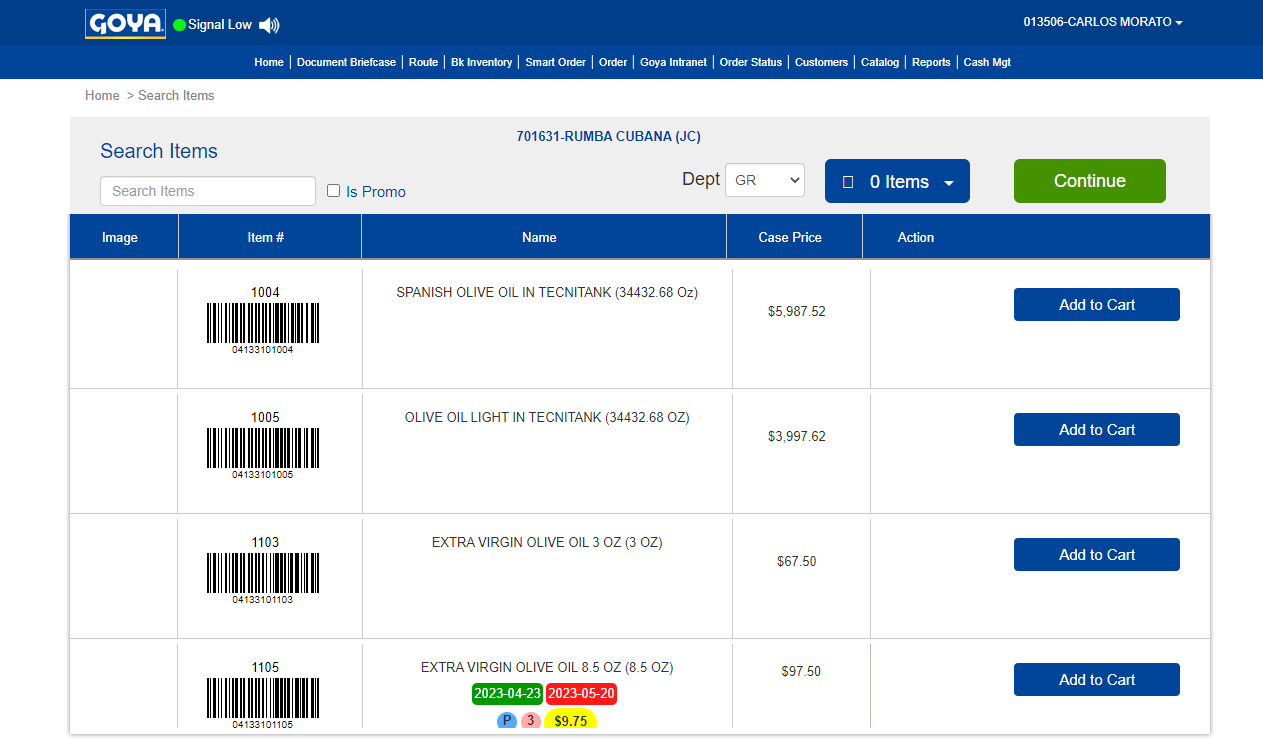 GOYA Signal Low 013506-CARLOS MORATO
Home Document Briefcase Route Bk Inventory Smart Order Order Goya Intranet Order Status Customers Catalog Reports Cash Mgt
Home > Search Items
701631-RUMBA CUBANA (JC)
Search Items
Search Items Is Promo Dept GR 0 Items Continue
Image Item # Name Case Price Action
1004 SPANISH OLIVE OIL IN TECNITANK (34432.68 Oz)
$5,987.52 Add to Cart
04133101004
1005 OLIVE OIL LIGHT IN TECNITANK (34432.68 OZ)
$3,997.62 Add to Cart
04133101005
1103 EXTRA VIRGIN OLIVE OIL 3 OZ (3 OZ)
$67.50 Add to Cart
04133101103
1105 EXTRA VIRGIN OLIVE OIL 8.5 OZ (8.5 OZ) $97.50 Add to Cart
2023-04-23 2023-05-20
04133101105 P 3 $9.75